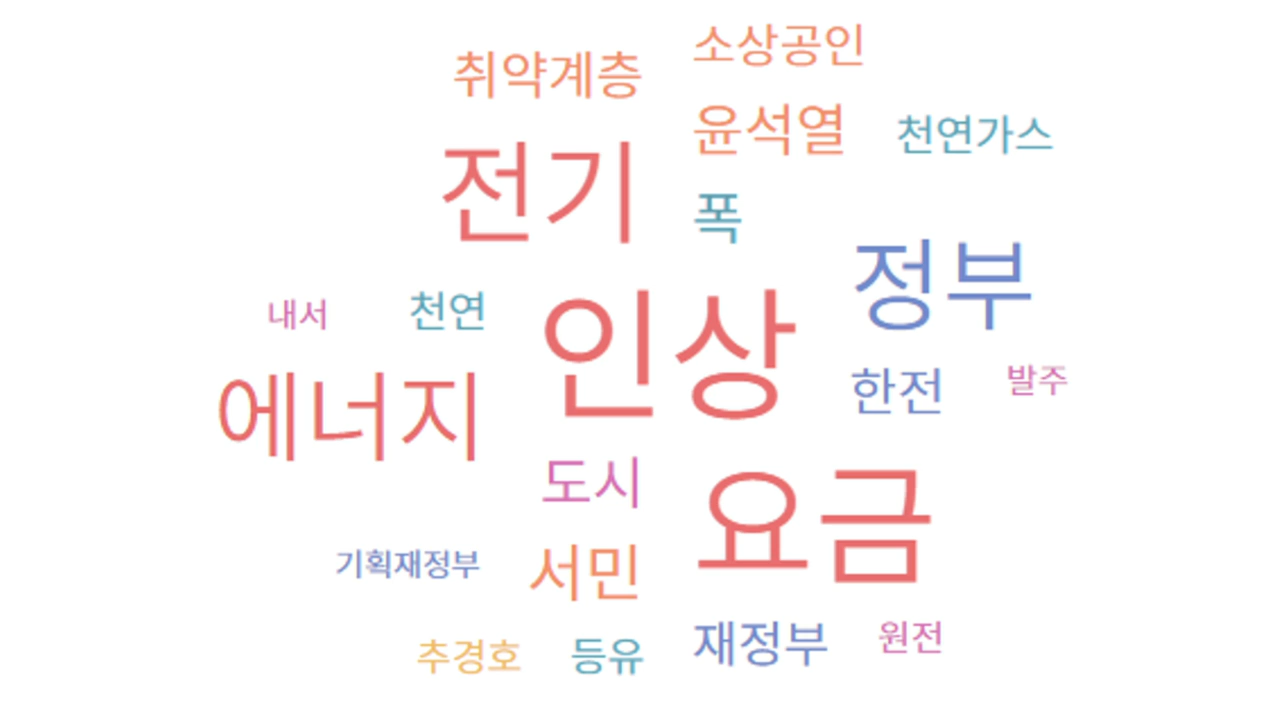 소상공인
취약계층
윤석열
천연가스
전기
폭
정부
내서
천연
인상
에너지
한전
발주
도시
요금
기획재정부
서민
추경호
등유
재정부
원전